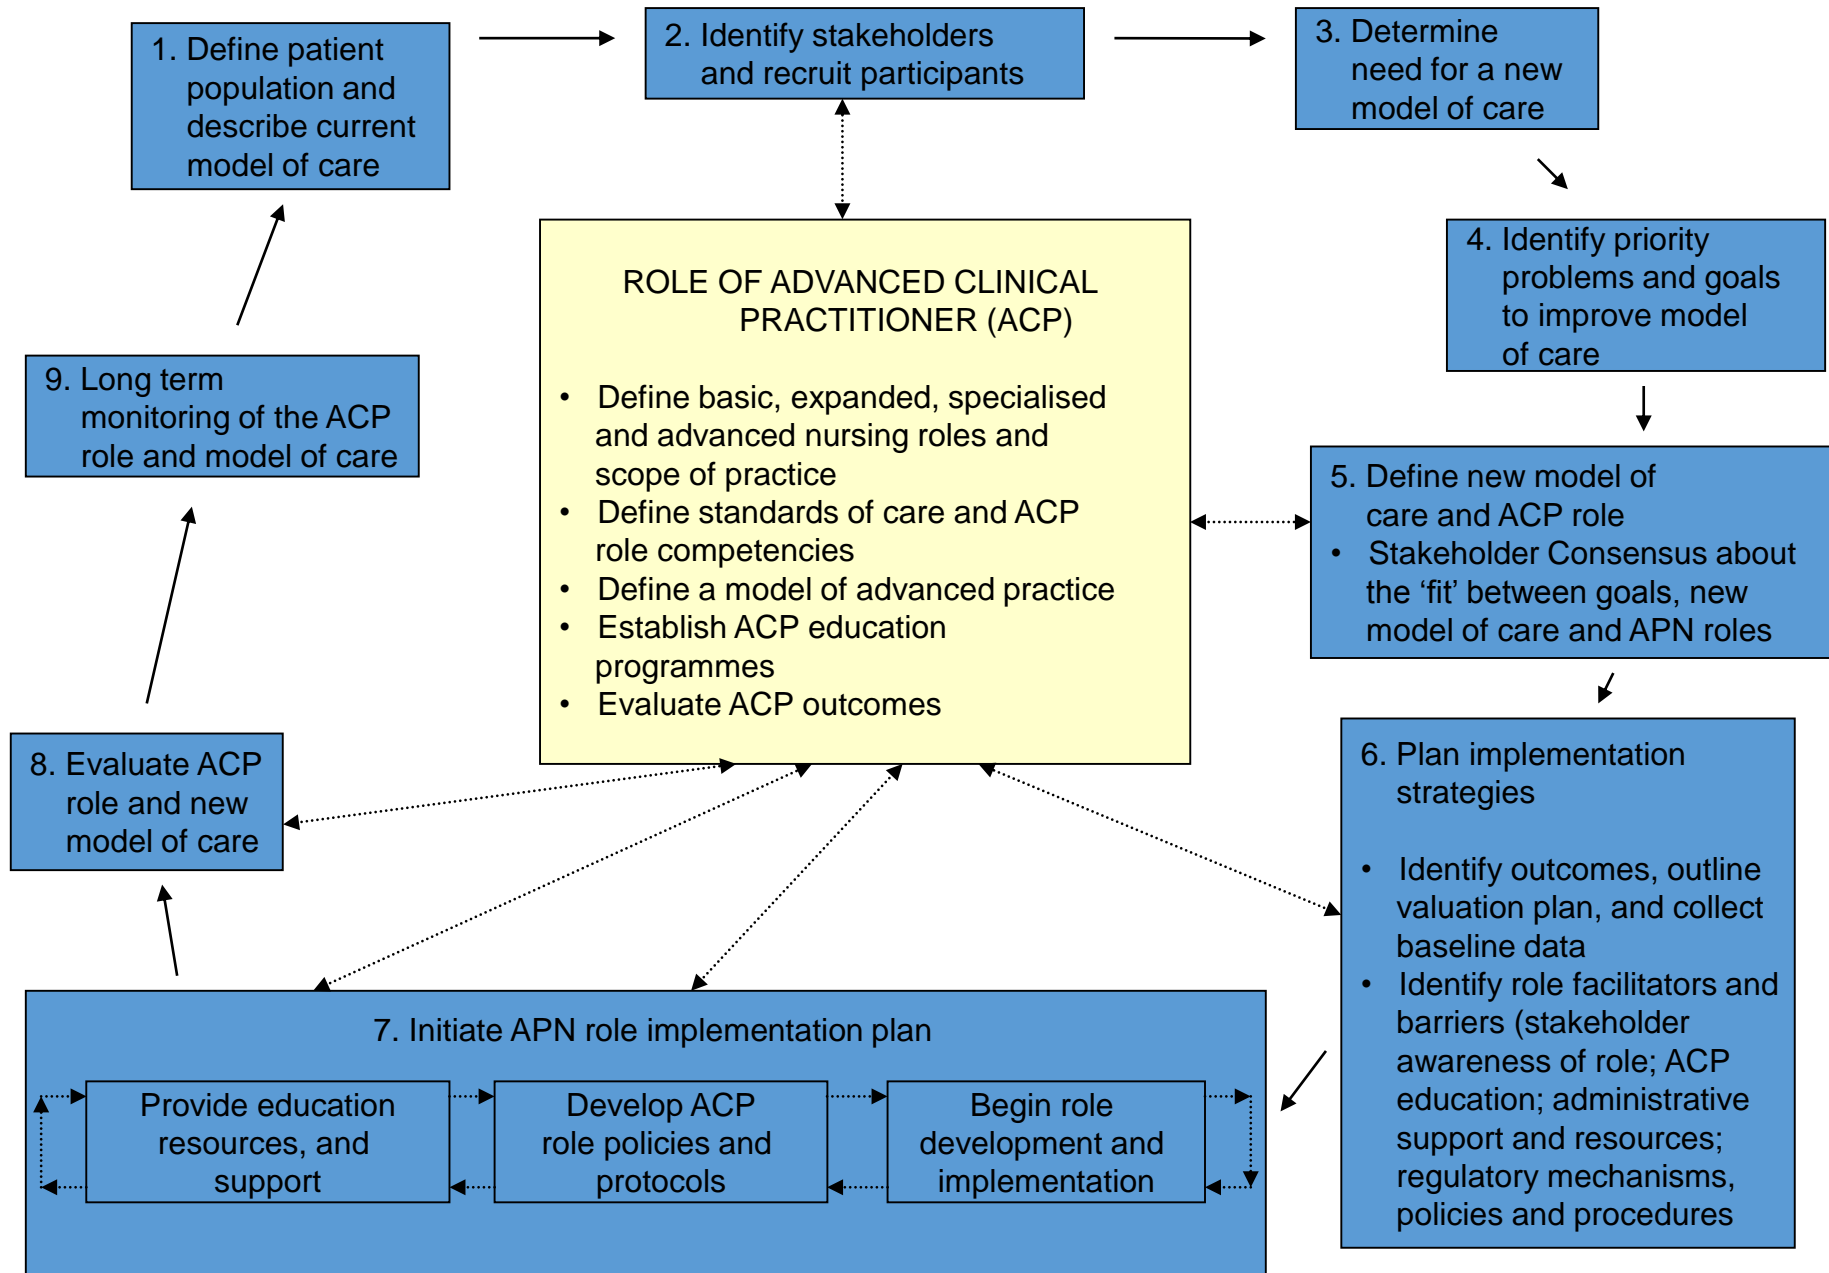 1. Define patient
population and
describe current
model of care
2. Identify stakeholders
and recruit participants
3. Determine
need for a new
model of care
4. Identify priority
problems and goals
to improve model
of care
ROLE OF ADVANCED CLINICAL
PRACTITIONER (ACP)
• Define basic, expanded, specialised
and advanced nursing roles and
scope of practice
• Define standards of care and ACP
role competencies
• Define a model of advanced practice
• Establish ACP education
programmes
• Evaluate ACP outcomes
5. Define new model of
care and ACP role
• Stakeholder Consensus about
the ‘fit’ between goals, new
model of care and APN roles
6. Plan implementation
strategies
• Identify outcomes, outline
valuation plan, and collect
baseline data
• Identify role facilitators and
barriers (stakeholder
awareness of role; ACP
education; administrative
support and resources;
regulatory mechanisms,
policies and procedures
7. Initiate APN role implementation plan
Provide education
resources, and
support
Develop ACP
role policies and
protocols
Begin role
development and
implementation
8. Evaluate ACP
role and new
model of care
9. Long term
monitoring of the ACP
role and model of care